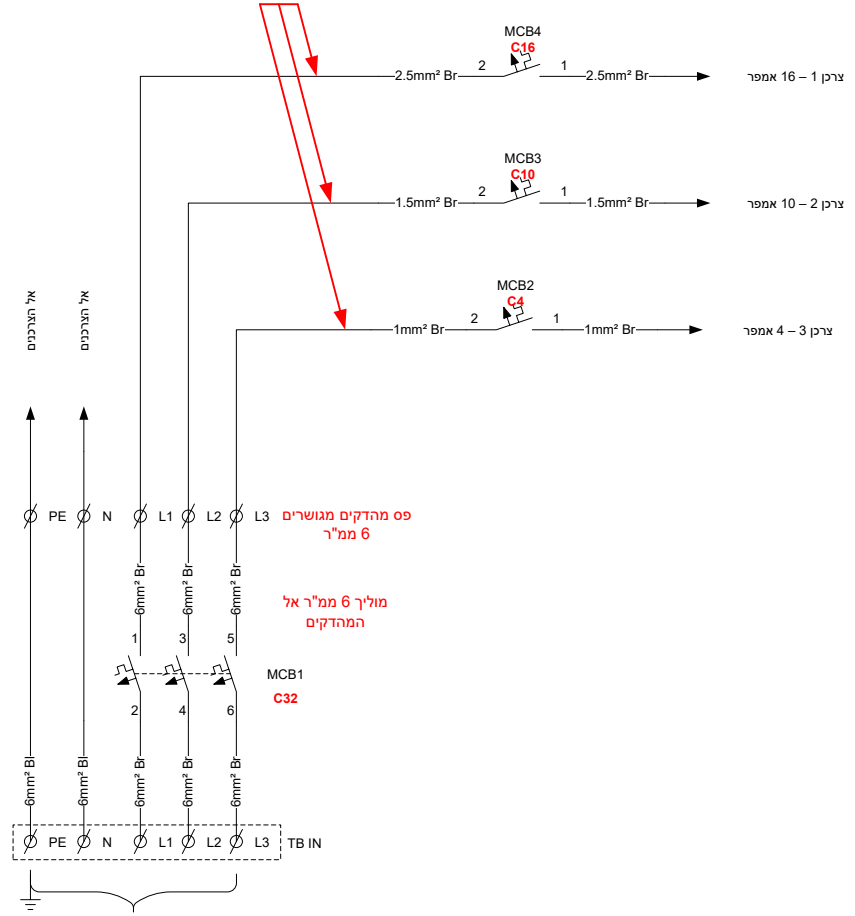 MCB4
C16
2.5mm² Br
2
1
2.5mm² Br
צרכן 1 – 16 אמפר
MCB3
C10
1.5mm² Br
2
1
1.5mm² Br
צרכן 2 – 10 אמפר
MCB2
C4
1mm² Br
2
1
1mm² Br
צרכן 3 – 4 אמפר
אל הצרכנים
אל הצרכנים
PE
N
L1
L2
L3
פס מהדקים מגושרים
6 ממ"ר
6mm² Br
6mm² Br
6mm² Br
מוליך 6 ממ"ר אל
המהדקים
1
3
5
MCB1
C32
2
4
6
6mm² Bl
6mm² Bl
6mm² Br
6mm² Br
6mm² Br
PE
N
L1
L2
L3
TB IN